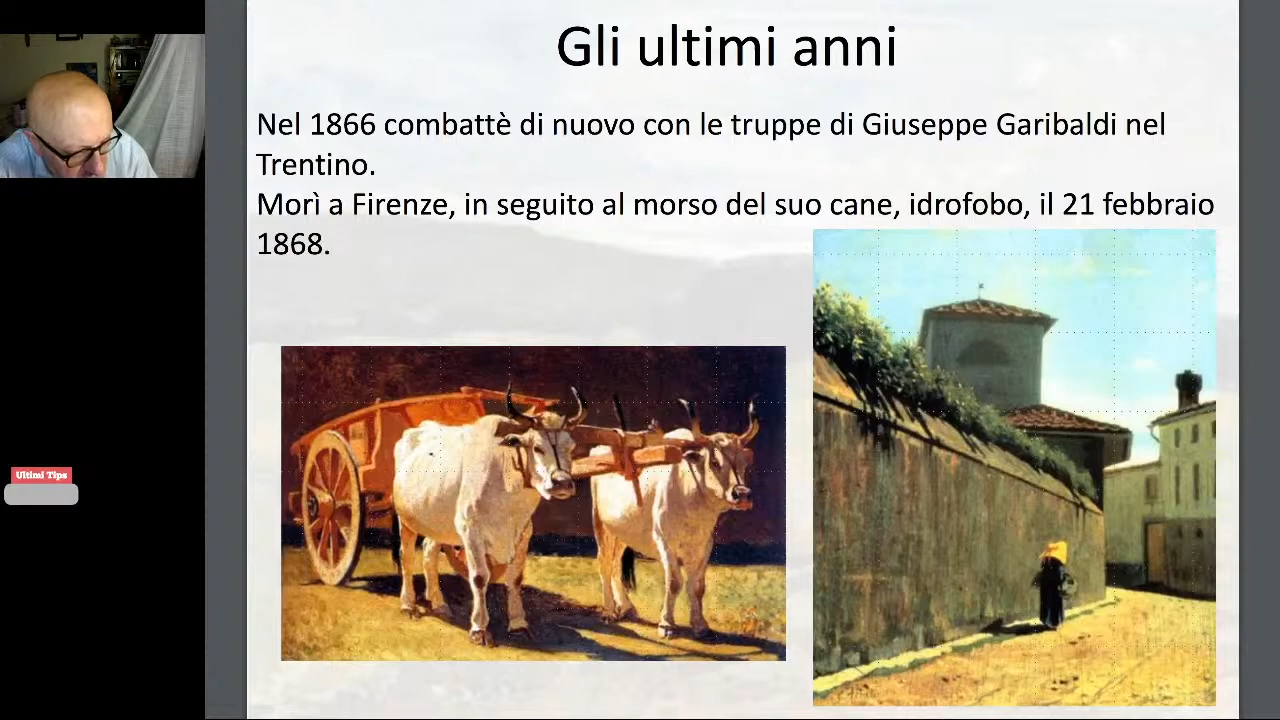 Gli ultimi anni
Nel 1866 combattè di nuovo con le truppe di Giuseppe Garibaldi nel
Trentino.
Morì a Firenze, in seguito al morso del suo cane, idrofobo, il 21 febbraio
1868.
Ultimi Tips